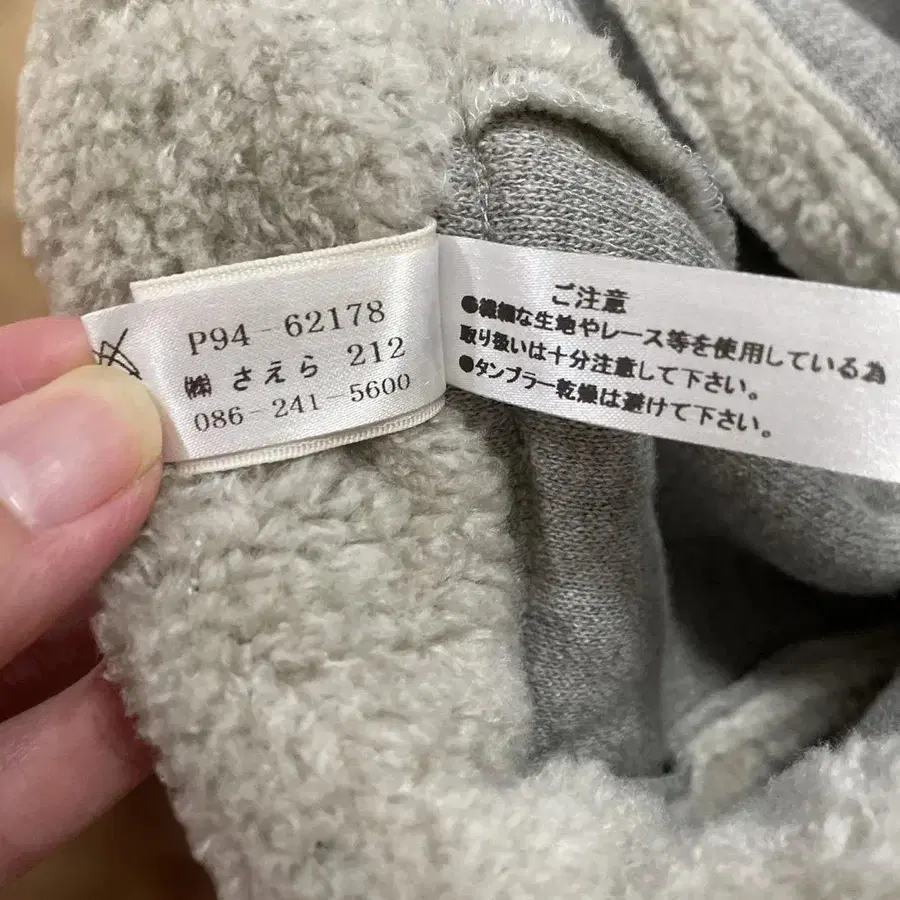 P94-62178
㈱ さえら 212
086-241-5600
ご注意
●繊細な生地やレース等を使用している為
取り扱いは十分注意して下さい。
●タンブラー乾燥は避けて下さい。